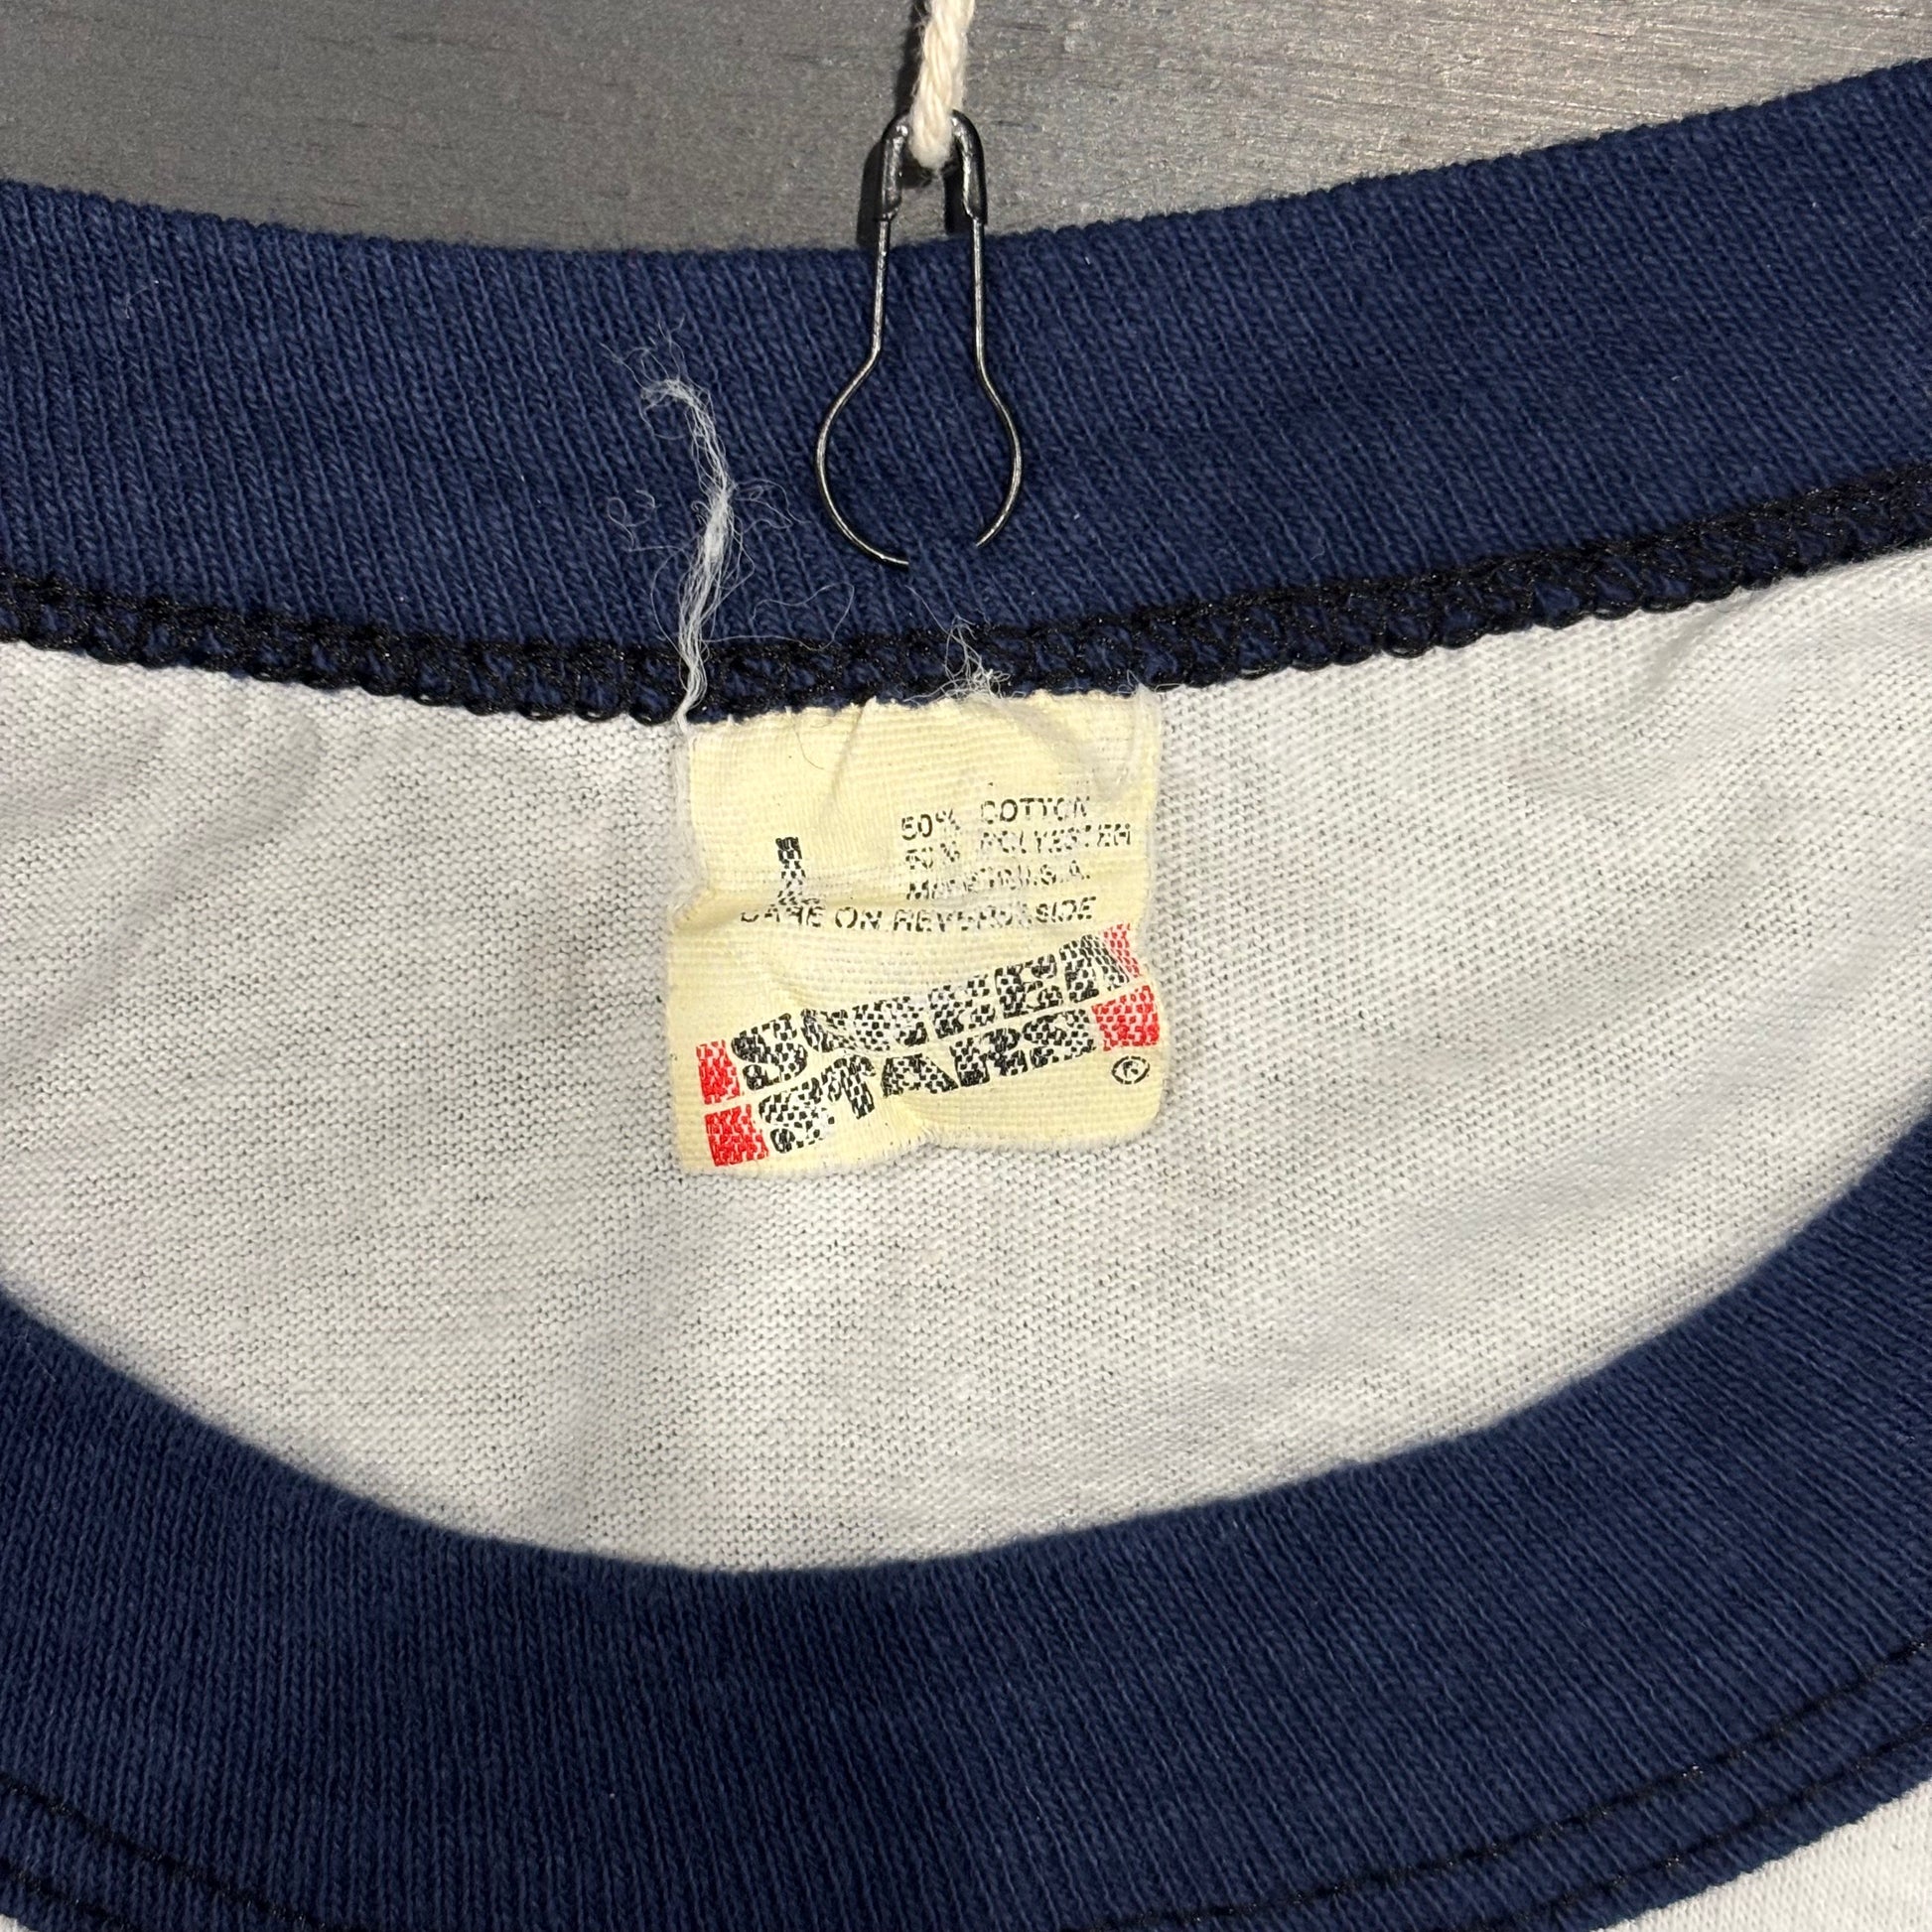 L
50% COTTON
50% POLYESTER
MADE IN U.S.A.
CARE ON REVERSE SIDE
SCREEN
STARS
©